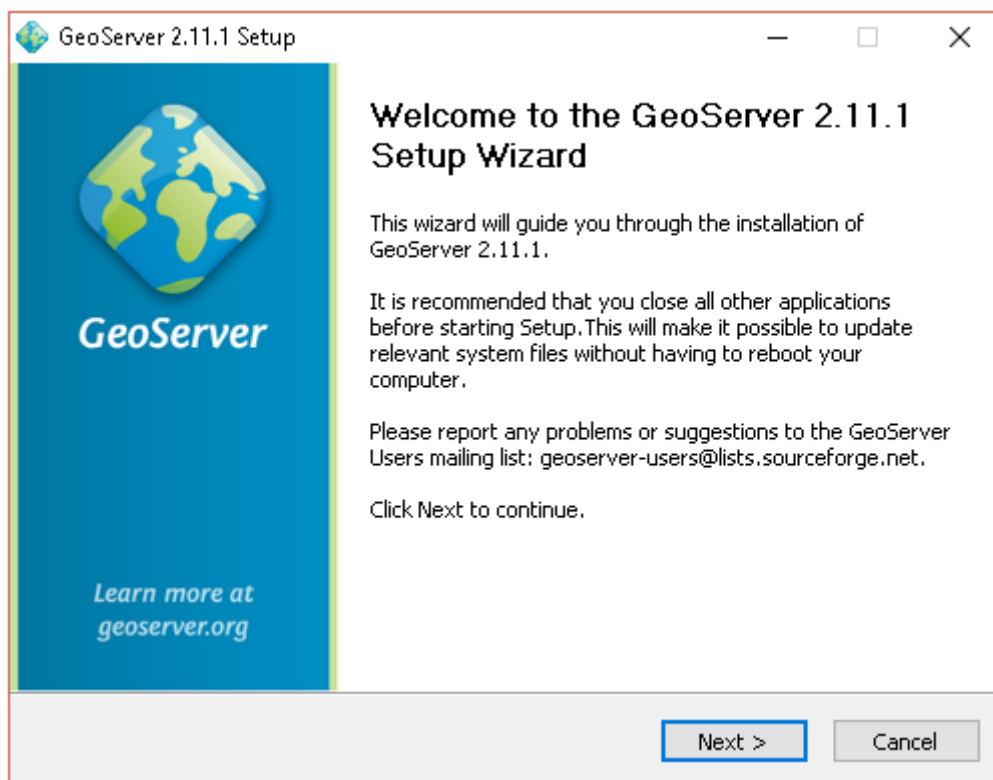 GeoServer 2.11.1 Setup
Welcome to the GeoServer 2.11.1
Setup Wizard
This wizard will guide you through the installation of
GeoServer 2.11.1.
It is recommended that you close all other applications
before starting Setup.This will make it possible to update
relevant system files without having to reboot your
computer.
Please report any problems or suggestions to the GeoServer
Users mailing list: geoserver-users@lists.sourceforge.net.
Click Next to continue.
GeoServer
Learn more at
geoserver.org
Next >
Cancel